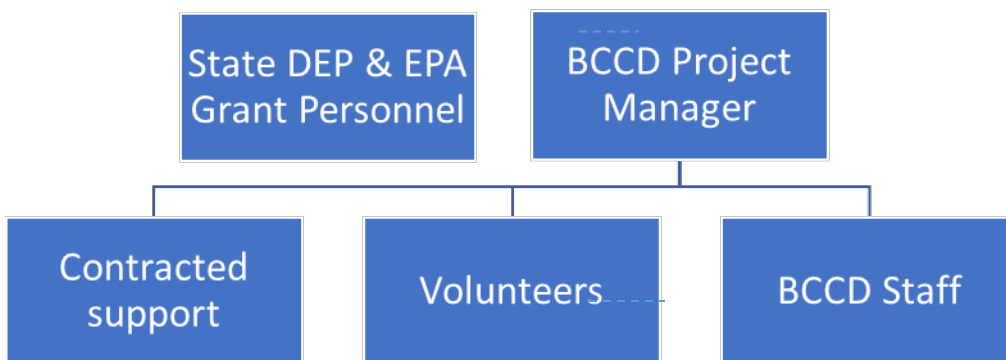 State DEP & EPA
Grant Personnel
BCCD Project
Manager
Contracted
support
Volunteers
BCCD Staff